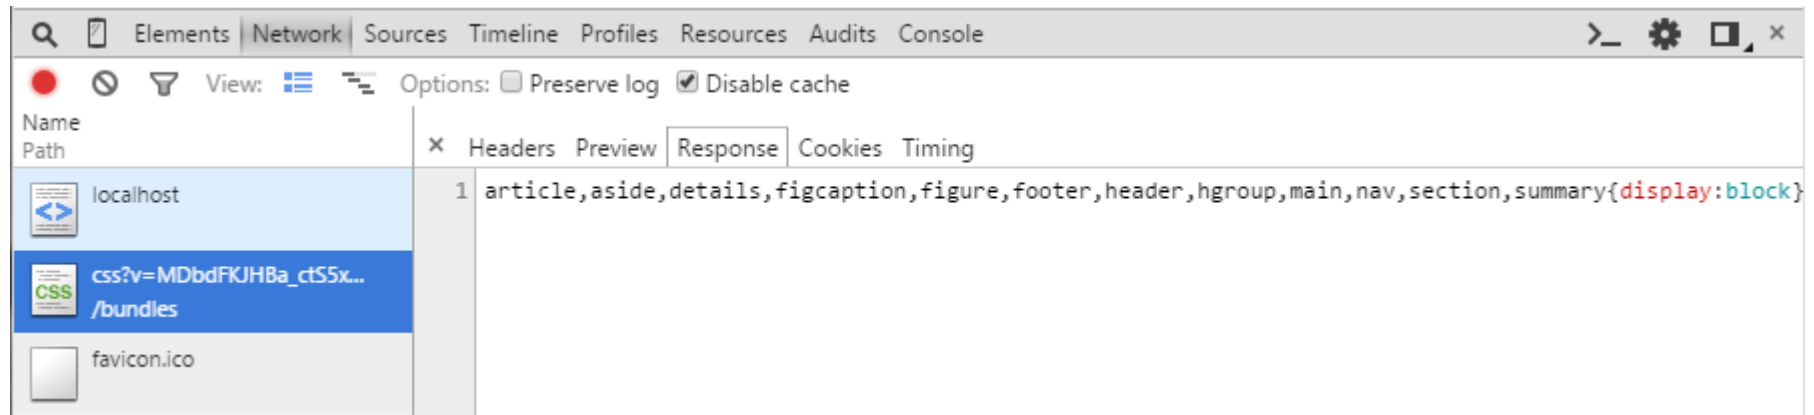 Elements Network Sources Timeline Profiles Resources Audits Console
View: Options: Preserve log Disable cache
Name
Path
× Headers Preview Response Cookies Timing
localhost
1 article,aside,details,figcaption,figure,footer,header,hgroup,main,nav,section,summary{display:block}
css?v=MDbdFKJHBa_ctS5x...
/bundles
CSS
favicon.ico